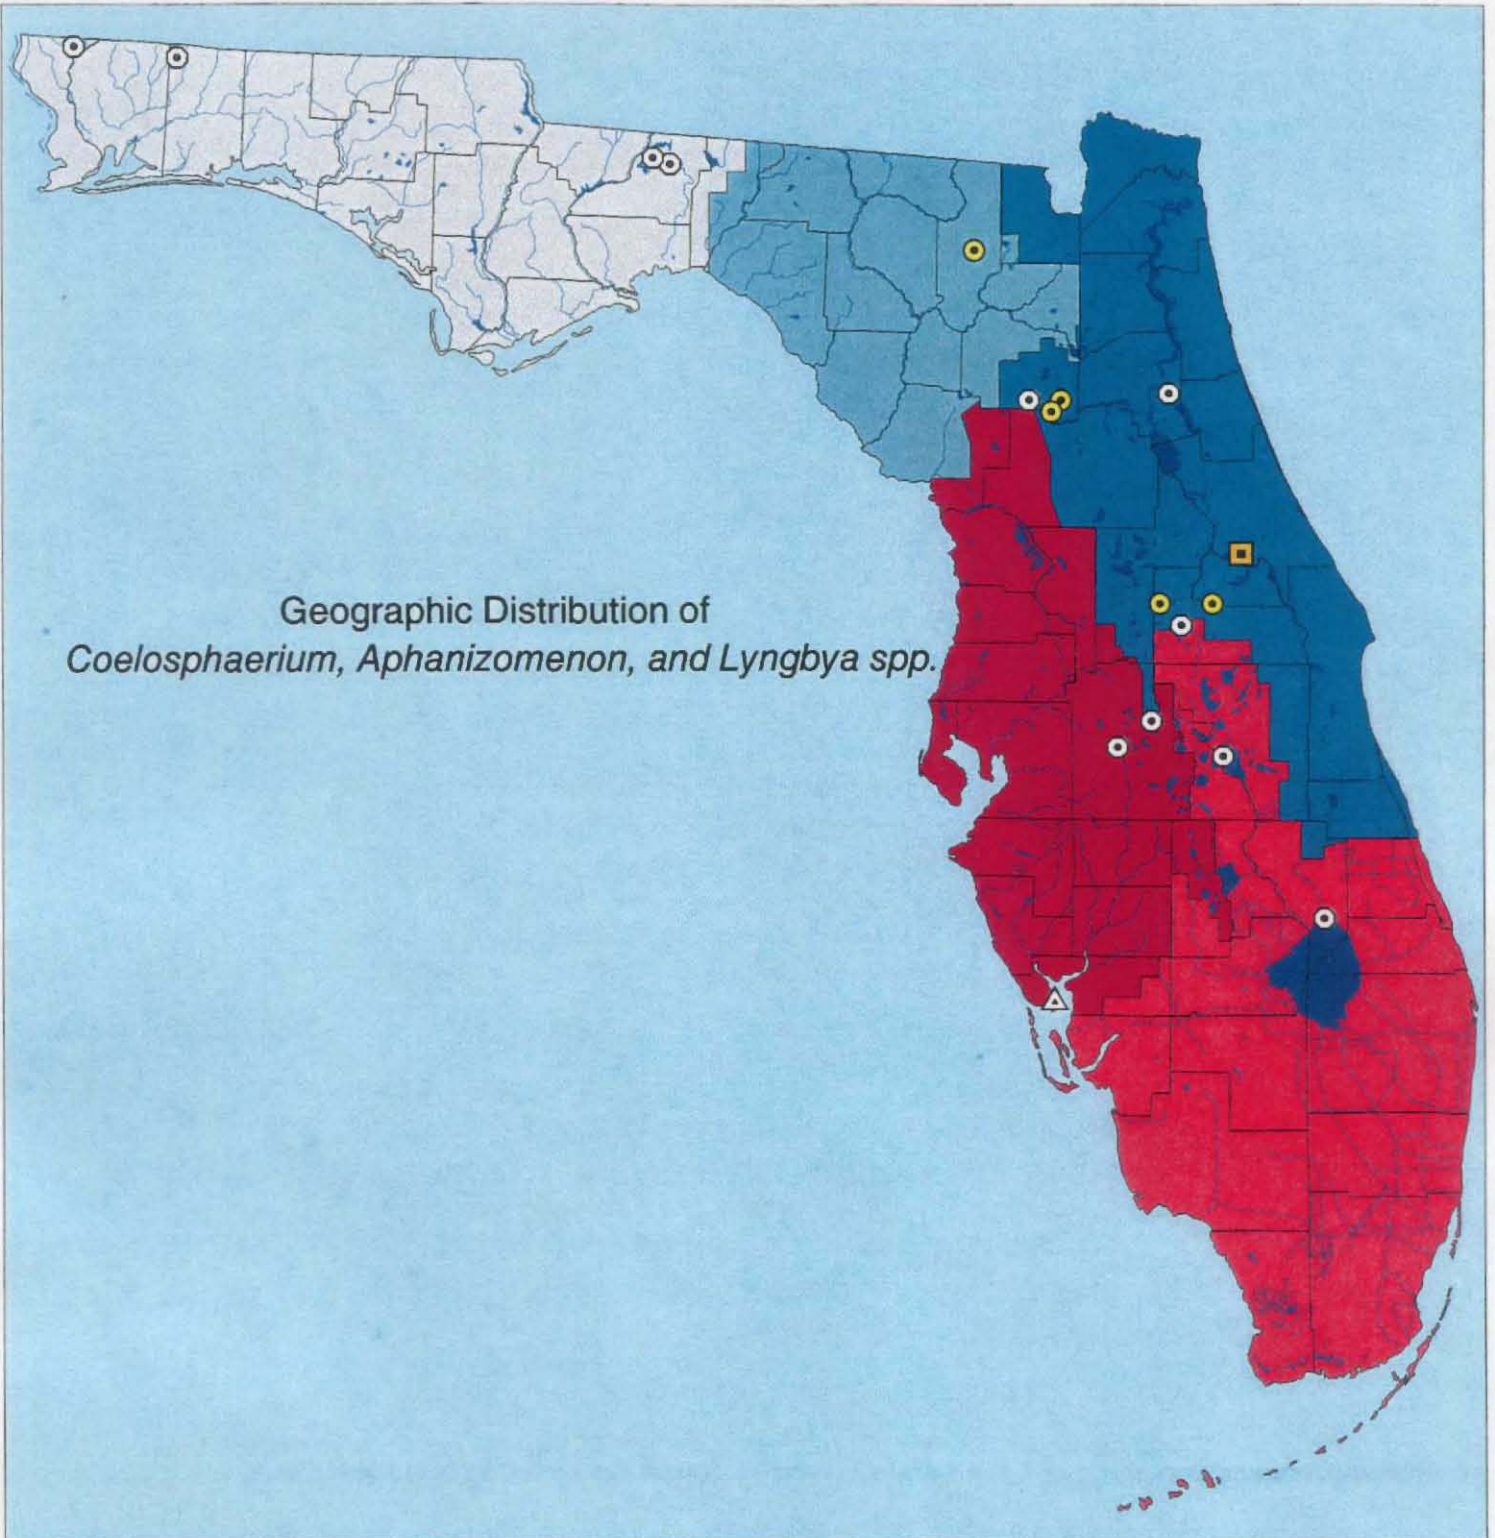 Geographic Distribution of
Coelosphaerium, Aphanizomenon, and Lyngbya spp.